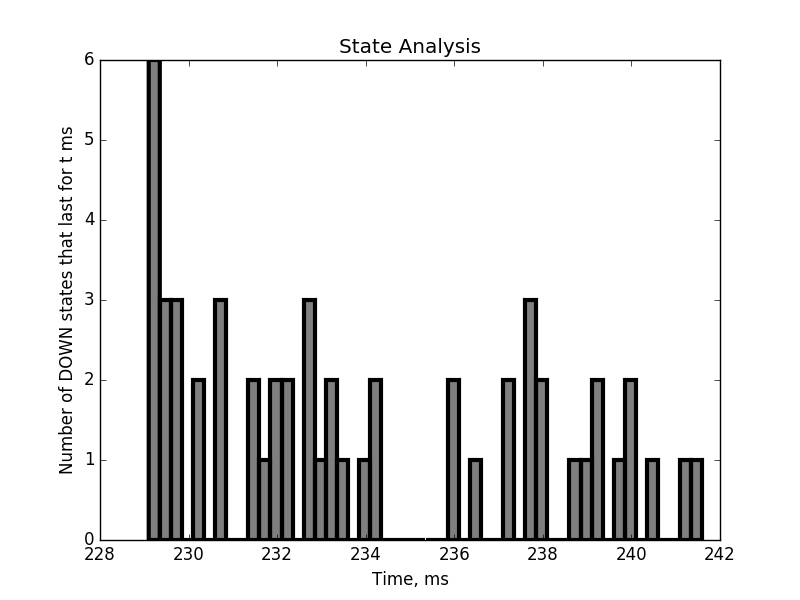 State Analysis
Number of DOWN states that last for t ms
6
5
4
3
2
1
0
228 230 232 234 236 238 240 242
Time, ms